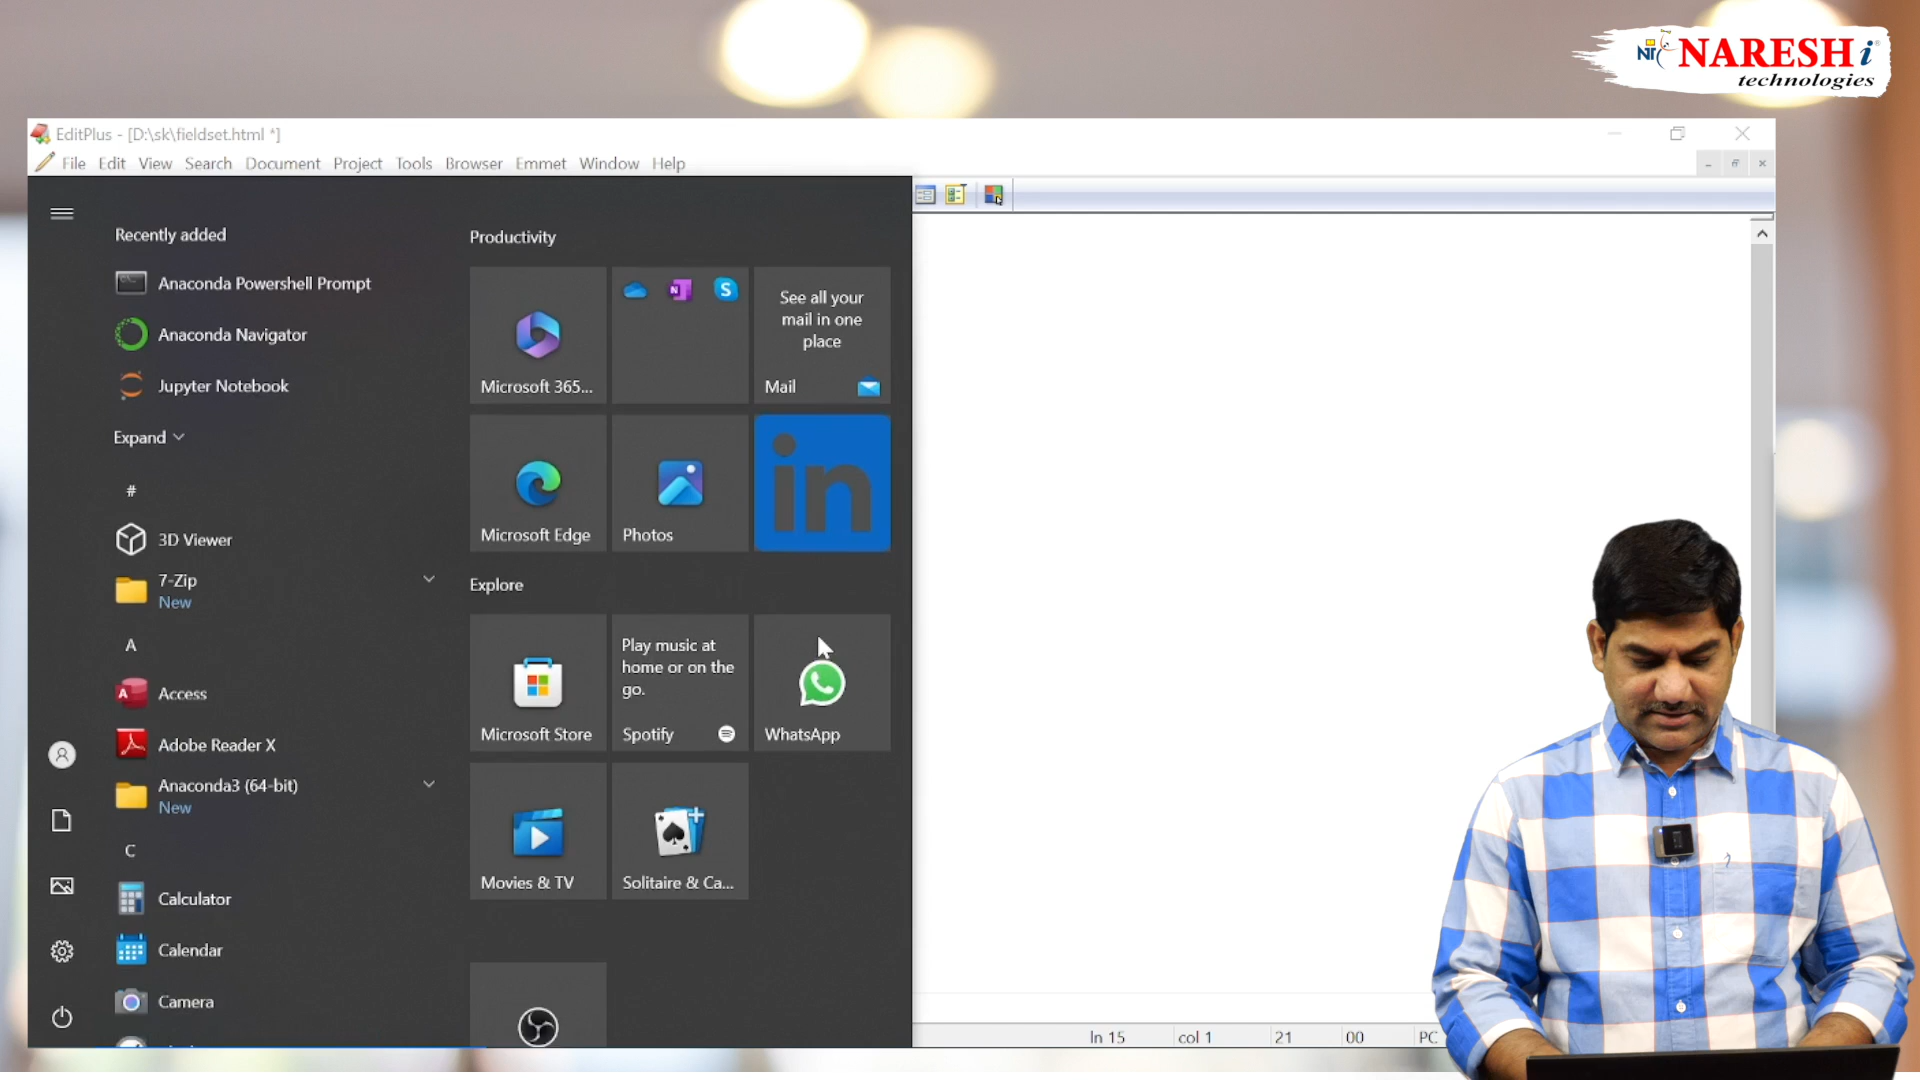 NARESH i
technologies
EditPlus - [D:\sk\fieldset.html *]
File Edit View Search Document Project Tools Browser Emmet Window Help
Recently added
Productivity
Anaconda Powershell Prompt
Anaconda Navigator
Jupyter Notebook
Expand
#
3D Viewer
7-Zip
New
A
Access
Adobe Reader X
Anaconda3 (64-bit)
New
C
Calculator
Calendar
Camera
Microsoft 365...
See all your
mail in one
place
Mail
Microsoft Edge
Photos
in
Explore
Microsoft Store
Play music at
home or on the
go.
Spotify
WhatsApp
Movies & TV
Solitaire & Ca...
ln 15 col 1 21 00 PC